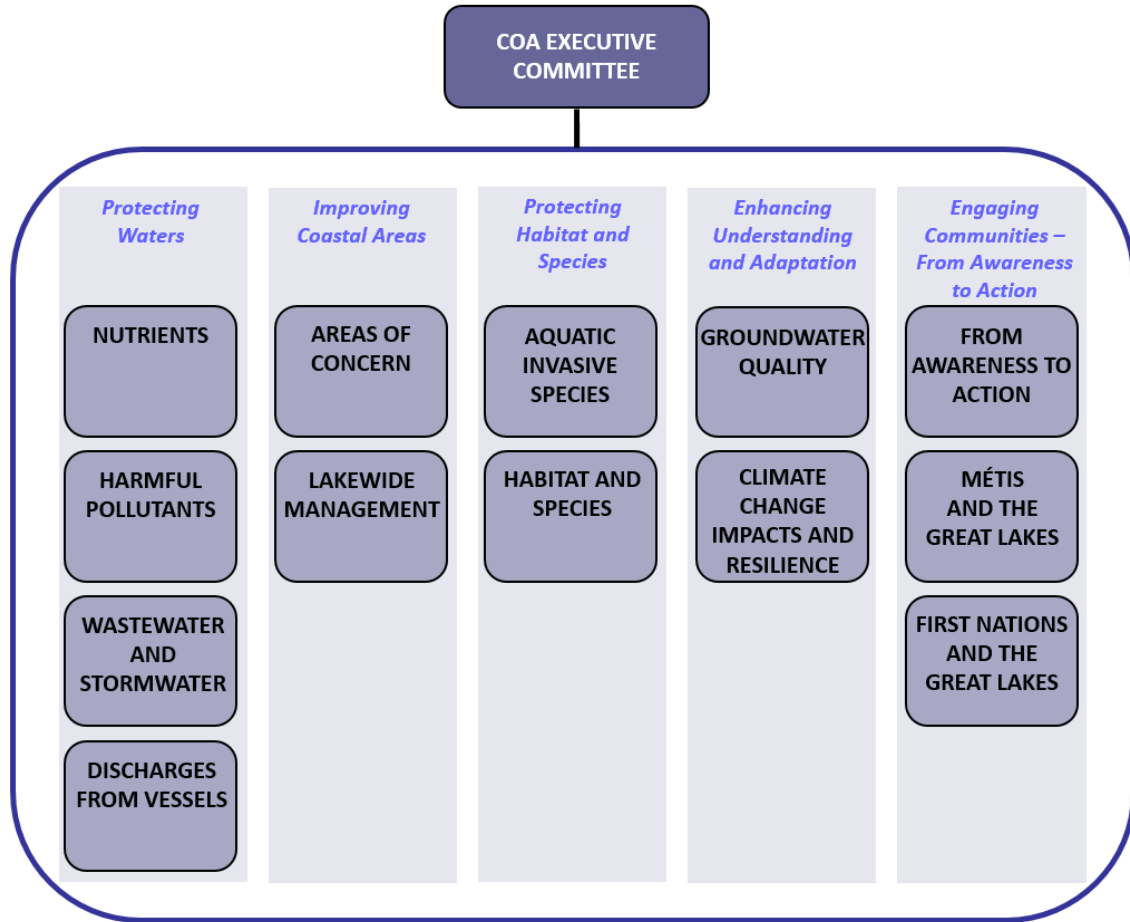 COA EXECUTIVE
COMMITTEE
Protecting
Waters
NUTRIENTS
HARMFUL
POLLUTANTS
WASTEWATER
AND
STORMWATER
DISCHARGES
FROM VESSELS
Improving
Coastal Areas
AREAS OF
CONCERN
LAKEWIDE
MANAGEMENT
Protecting
Habitat and
Species
AQUATIC
INVASIVE
SPECIES
HABITAT AND
SPECIES
Enhancing
Understanding
and Adaptation
GROUNDWATER
QUALITY
CLIMATE
CHANGE
IMPACTS AND
RESILIENCE
Engaging
Communities –
From Awareness
to Action
FROM
AWARENESS TO
ACTION
MÉTIS
AND THE
GREAT LAKES
FIRST NATIONS
AND THE
GREAT LAKES